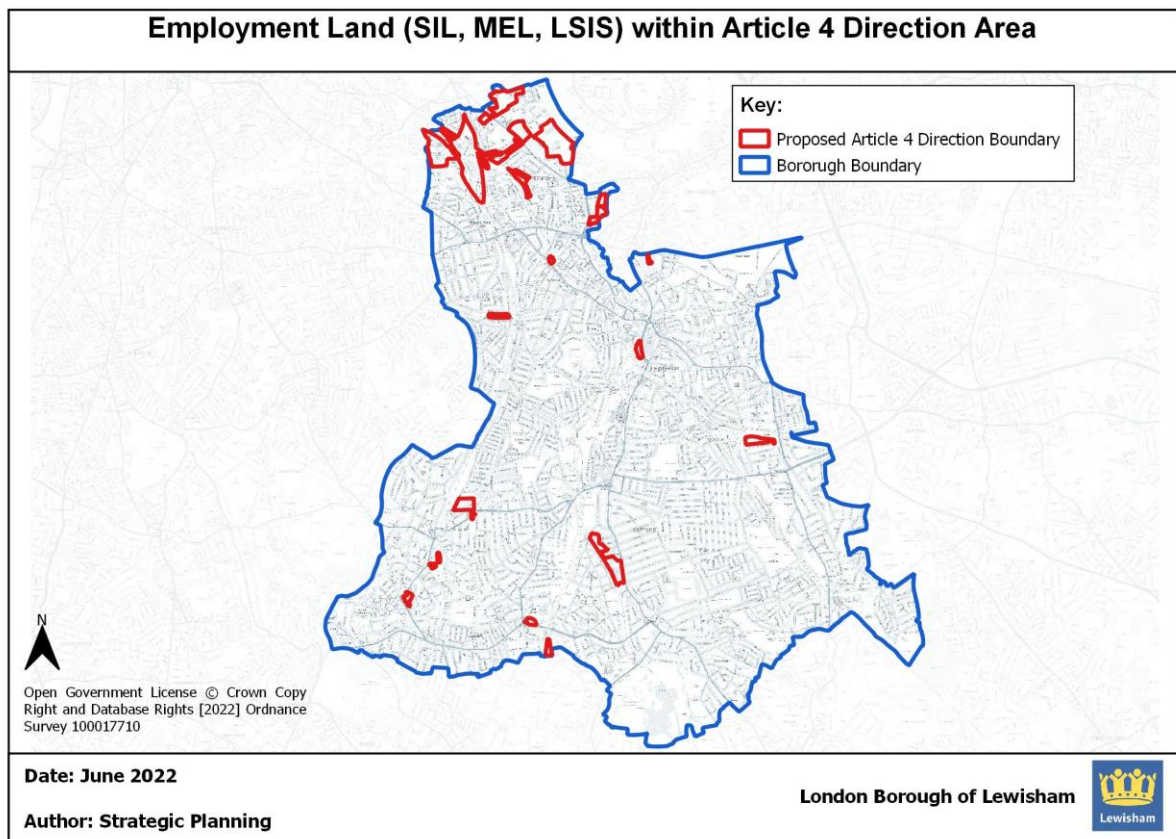 Employment Land (SIL, MEL, LSIS) within Article 4 Direction Area
Key:
Proposed Article 4 Direction Boundary
Bororugh Boundary
N
Open Government License © Crown Copy
Right and Database Rights [2022] Ordnance
Survey 100017710
Date: June 2022
Author: Strategic Planning
London Borough of Lewisham
Lewisham